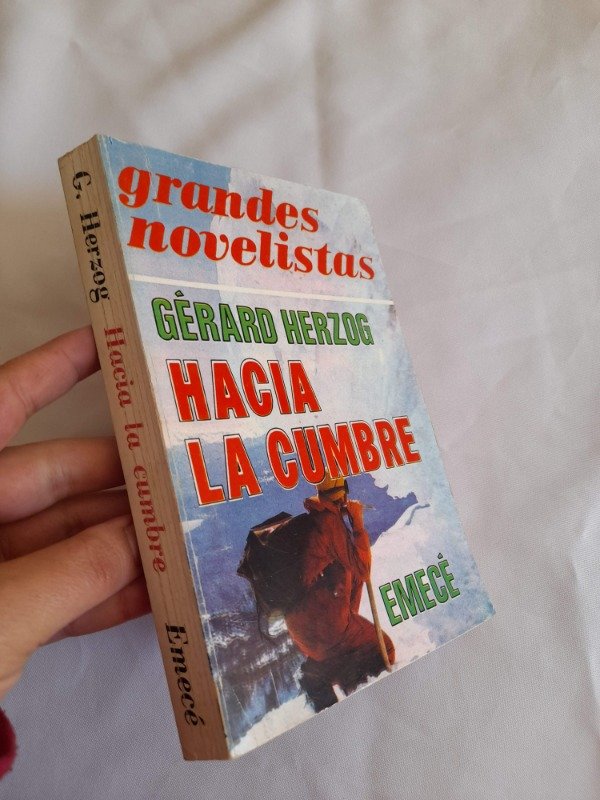 grandes
novelistas
GÉRARD HERZOG
HACIA
LA CUMBRE
EMECÉ
G. Herzog Hacia la cumbre Emecé